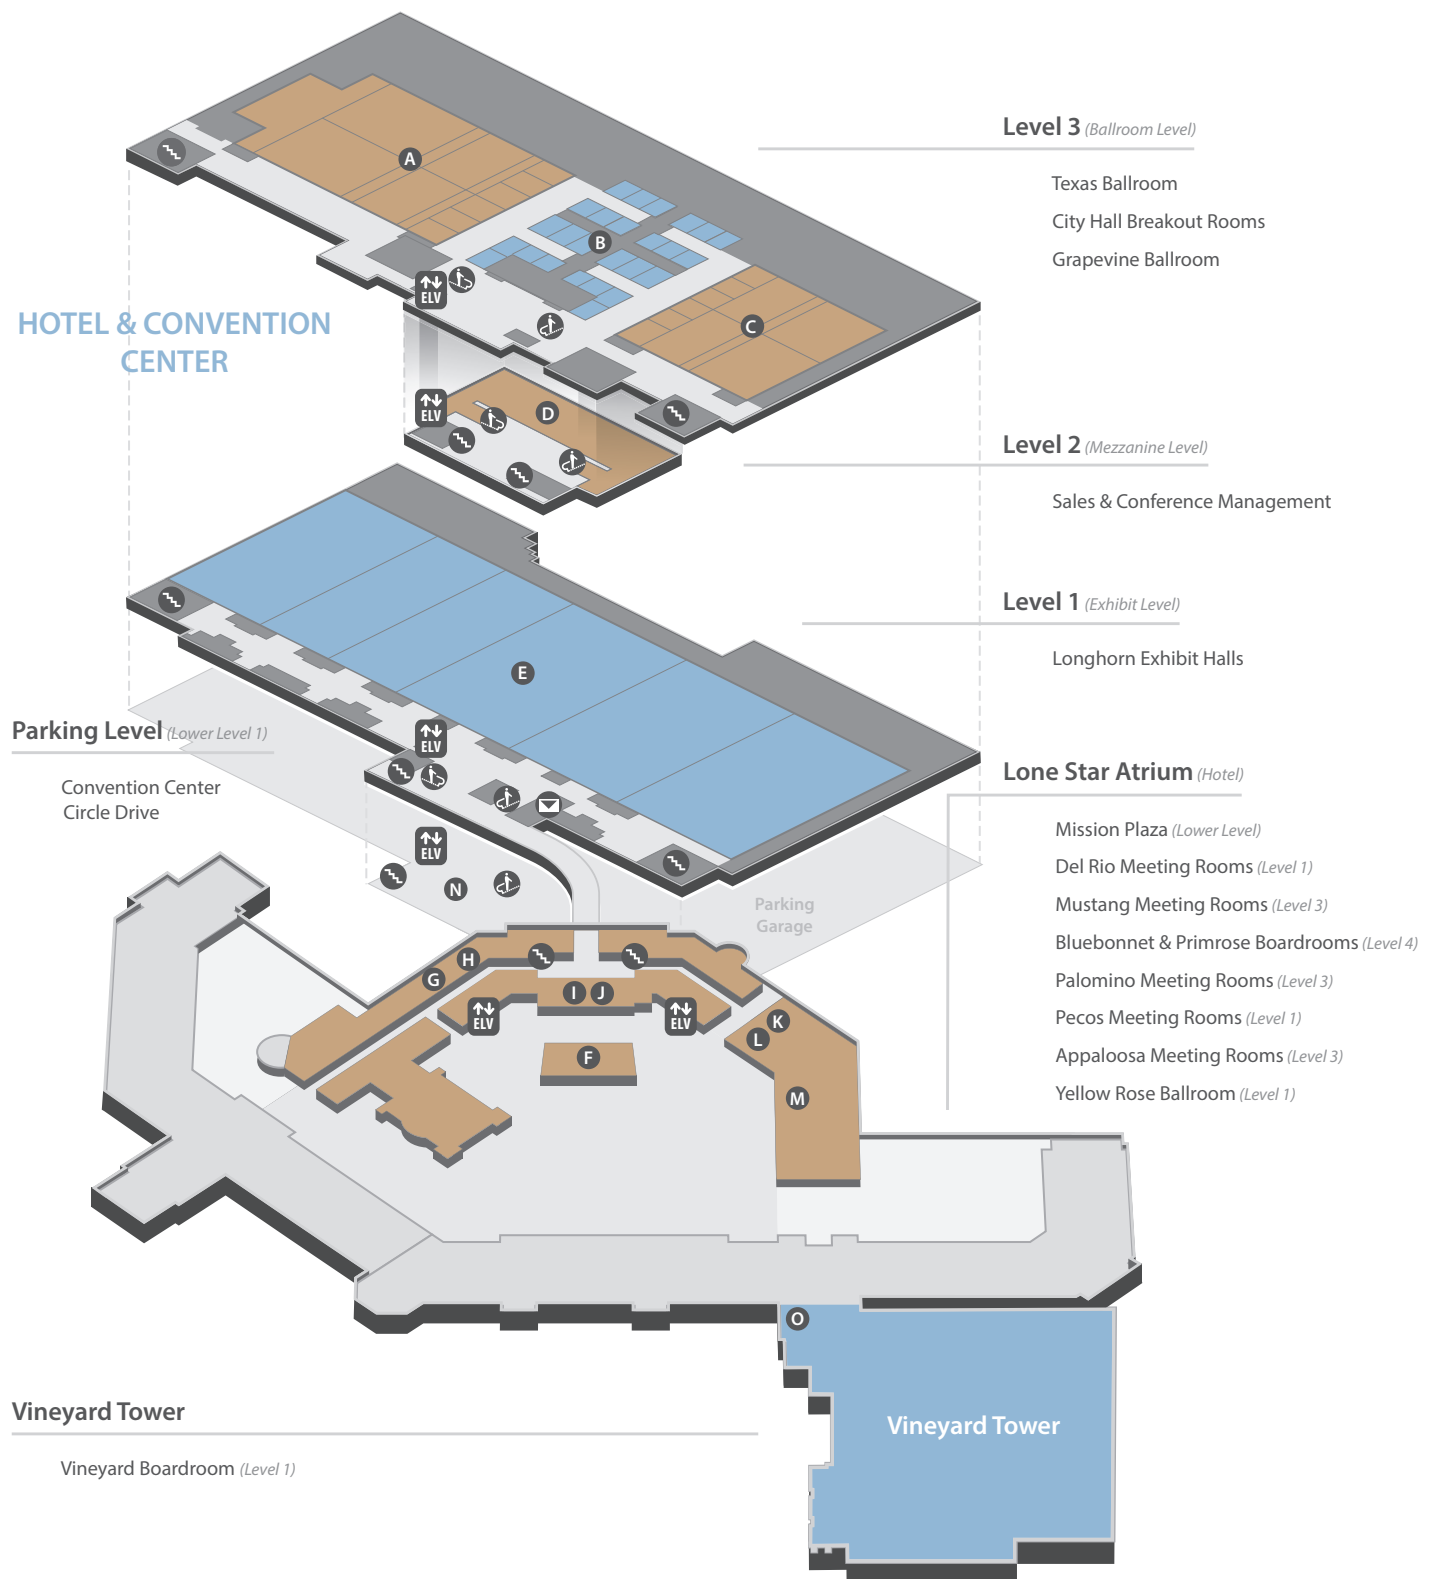 Level 3 (Ballroom Level)
Texas Ballroom
City Hall Breakout Rooms
Grapevine Ballroom
A
B
C
ELV
HOTEL & CONVENTION
CENTER
ELV
D
Level 2 (Mezzanine Level)
Sales & Conference Management
Level 1 (Exhibit Level)
Longhorn Exhibit Halls
E
ELV
Parking Level (Lower Level 1)
Convention Center
Circle Drive
ELV
N
Parking
Garage
Lone Star Atrium (Hotel)
Mission Plaza (Lower Level)
Del Rio Meeting Rooms (Level 1)
Mustang Meeting Rooms (Level 3)
Bluebonnet & Primrose Boardrooms (Level 4)
Palomino Meeting Rooms (Level 3)
Pecos Meeting Rooms (Level 1)
Appaloosa Meeting Rooms (Level 3)
Yellow Rose Ballroom (Level 1)
H
G
I J
K
ELV
ELV
L
F
M
O
Vineyard Tower
Vineyard Tower
Vineyard Boardroom (Level 1)